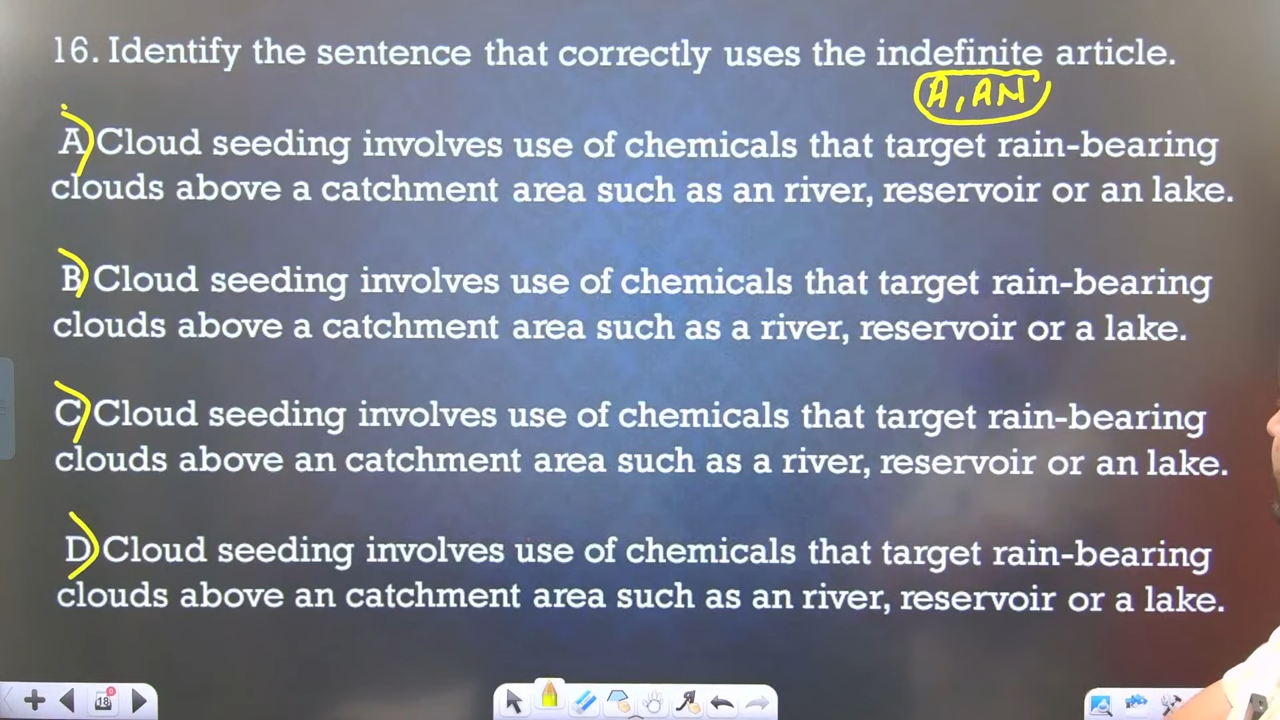 16. Identify the sentence that correctly uses the indefinite article.
A, AN
A) Cloud seeding involves use of chemicals that target rain-bearing
clouds above a catchment area such as an river, reservoir or an lake.
B) Cloud seeding involves use of chemicals that target rain-bearing
clouds above a catchment area such as a river, reservoir or a lake.
C) Cloud seeding involves use of chemicals that target rain-bearing
clouds above an catchment area such as a river, reservoir or an lake.
D) Cloud seeding involves use of chemicals that target rain-bearing
clouds above an catchment area such as an river, reservoir or a lake.
18